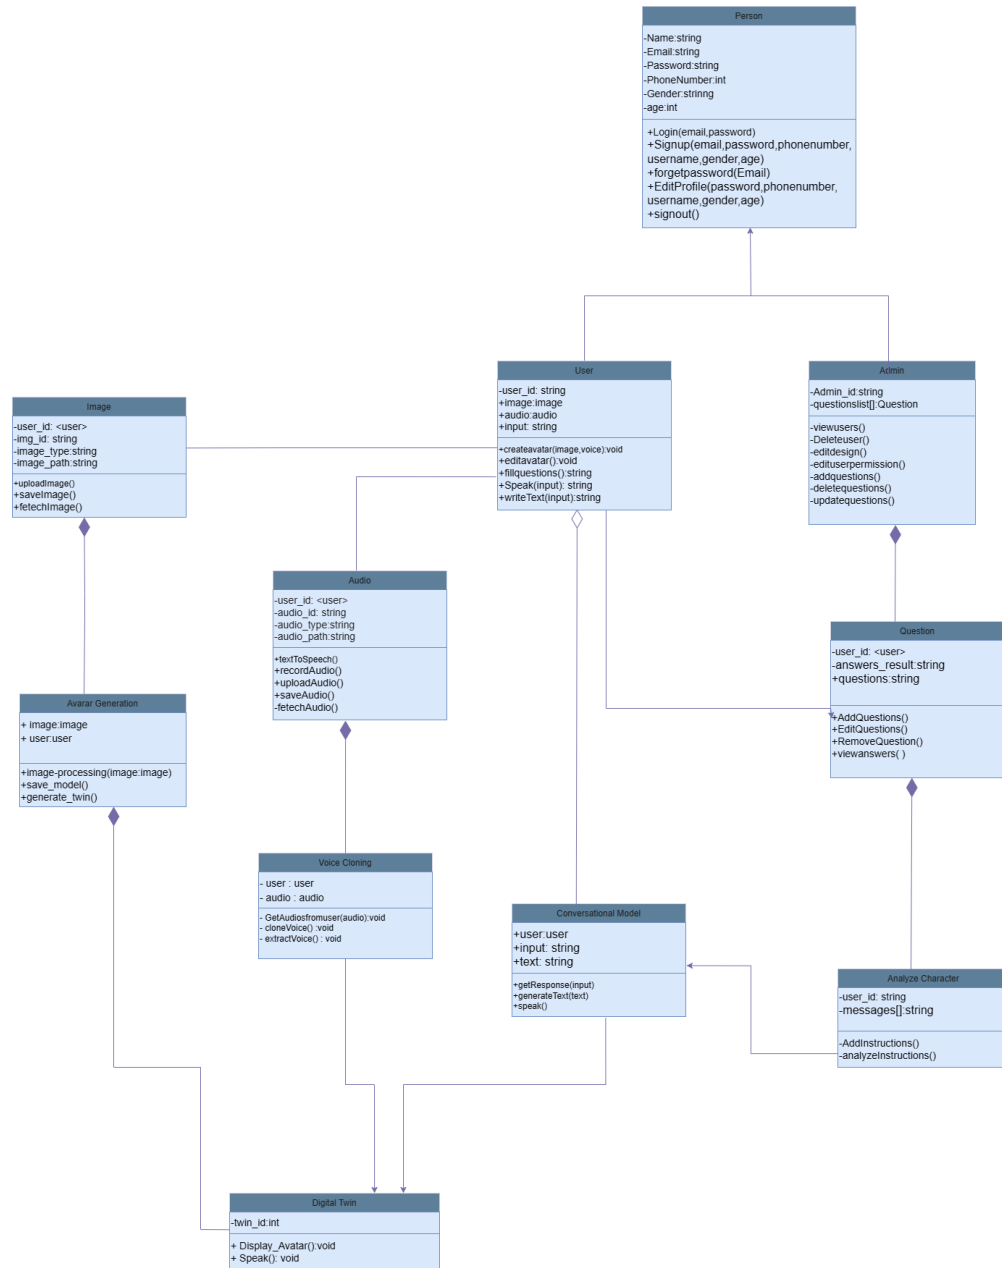 Person
-Name:string
-Email:string
-Password:string
-PhoneNumber:int
-Gender:strinng
-age:int
+Login(email,password)
+Signup(email,password,phonenumber,
username,gender,age)
+forgetpassword(Email)
+EditProfile(password,phonenumber,
username,gender,age)
+signout()
User
-user_id: string
+image:image
+audio:audio
+input: string
+createavatar(image,voice):void
+editavatar():void
+fillquestions():string
+Speak(input): string
+writeText(input):string
Admin
-Admin_id:string
-questionslist[]:Question
-viewusers()
-Deleteuser()
-editdesign()
-edituserpermission()
-addquestions()
-deletequestions()
-updatequestions()
Image
-user_id: <user>
-img_id: string
-image_type:string
-image_path:string
+uploadImage()
+saveImage()
+fetechImage()
Audio
-user_id: <user>
-audio_id: string
-audio_type:string
-audio_path:string
+textToSpeech()
+recordAudio()
+uploadAudio()
+saveAudio()
-fetechAudio()
Question
-user_id: <user>
-answers_result:string
+questions:string
+AddQuestions()
+EditQuestions()
+RemoveQuestion()
+viewanswers( )
Avarar Generation
+ image:image
+ user:user
+image-processing(image:image)
+save_model()
+generate_twin()
Voice Cloning
- user : user
- audio : audio
- GetAudiosfromuser(audio):void
- cloneVoice() :void
- extractVoice() : void
Conversational Model
+user:user
+input: string
+text: string
+getResponse(input)
+generateText(text)
+speak()
Analyze Character
-user_id: string
-messages[]:string
-AddInstructions()
-analyzeInstructions()
Digital Twin
-twin_id:int
+ Display_Avatar():void
+ Speak(): void